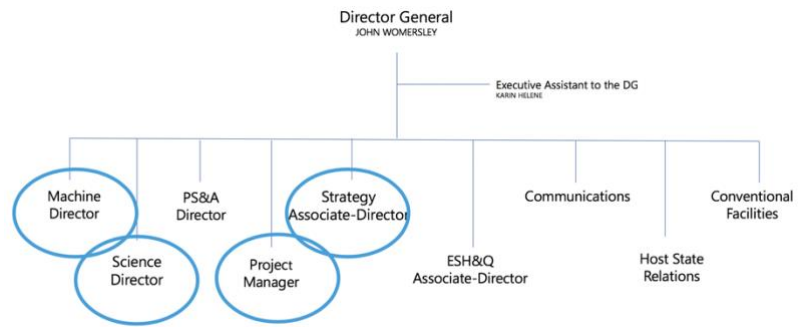 Director General
JOHN WOMERSLEY
Executive Assistant to the DG
KARIN HELENE
Machine
Director
PS&A
Director
Strategy
Associate-Director
Communications
Conventional
Facilities
Science
Director
Project
Manager
ESH&Q
Associate-Director
Host State
Relations